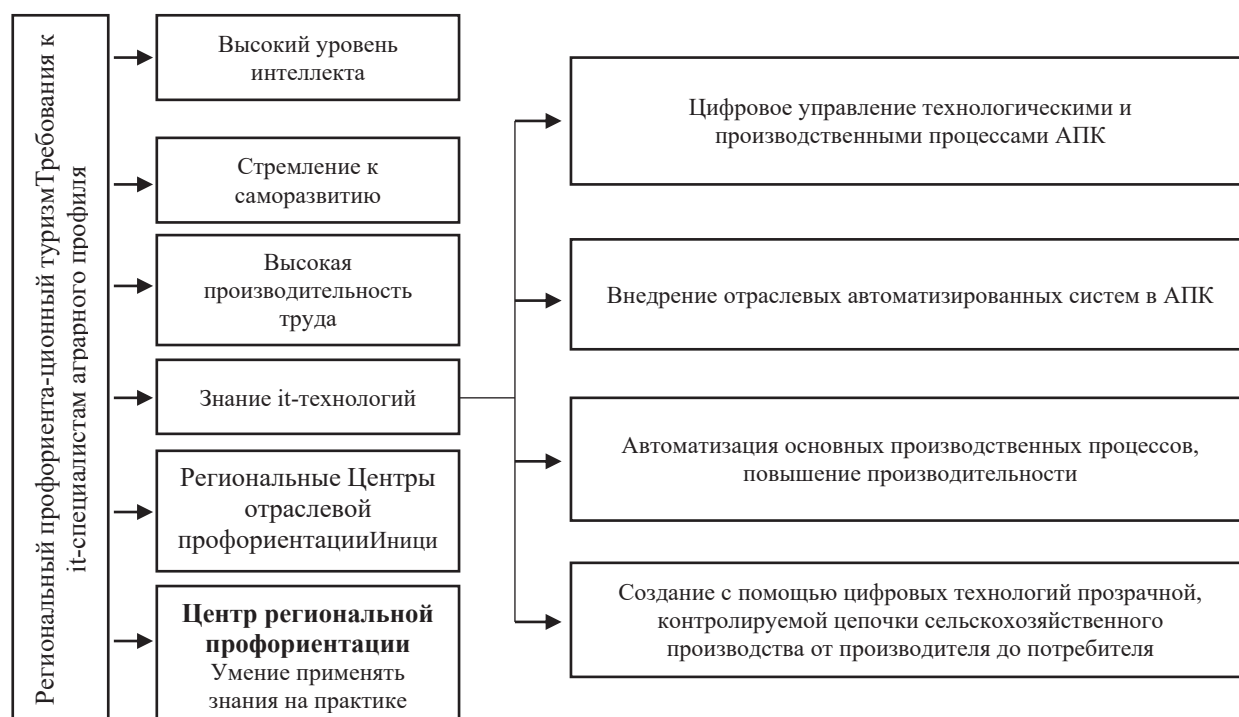 Региональный профориента-ционный туризмТребования к
it-специалистам аграрного профиля
Высокий уровень
интеллекта
Стремление к
саморазвитию
Высокая
производительность
труда
Знание it-технологий
Региональные Центры
отраслевой
профориентацииИници
Центр региональной
профориентации
Умение применять
знания на практике
Цифровое управление технологическими и
производственными процессами АПК
Внедрение отраслевых автоматизированных систем в АПК
Автоматизация основных производственных процессов,
повышение производительности
Создание с помощью цифровых технологий прозрачной,
контролируемой цепочки сельскохозяйственного
производства от производителя до потребителя